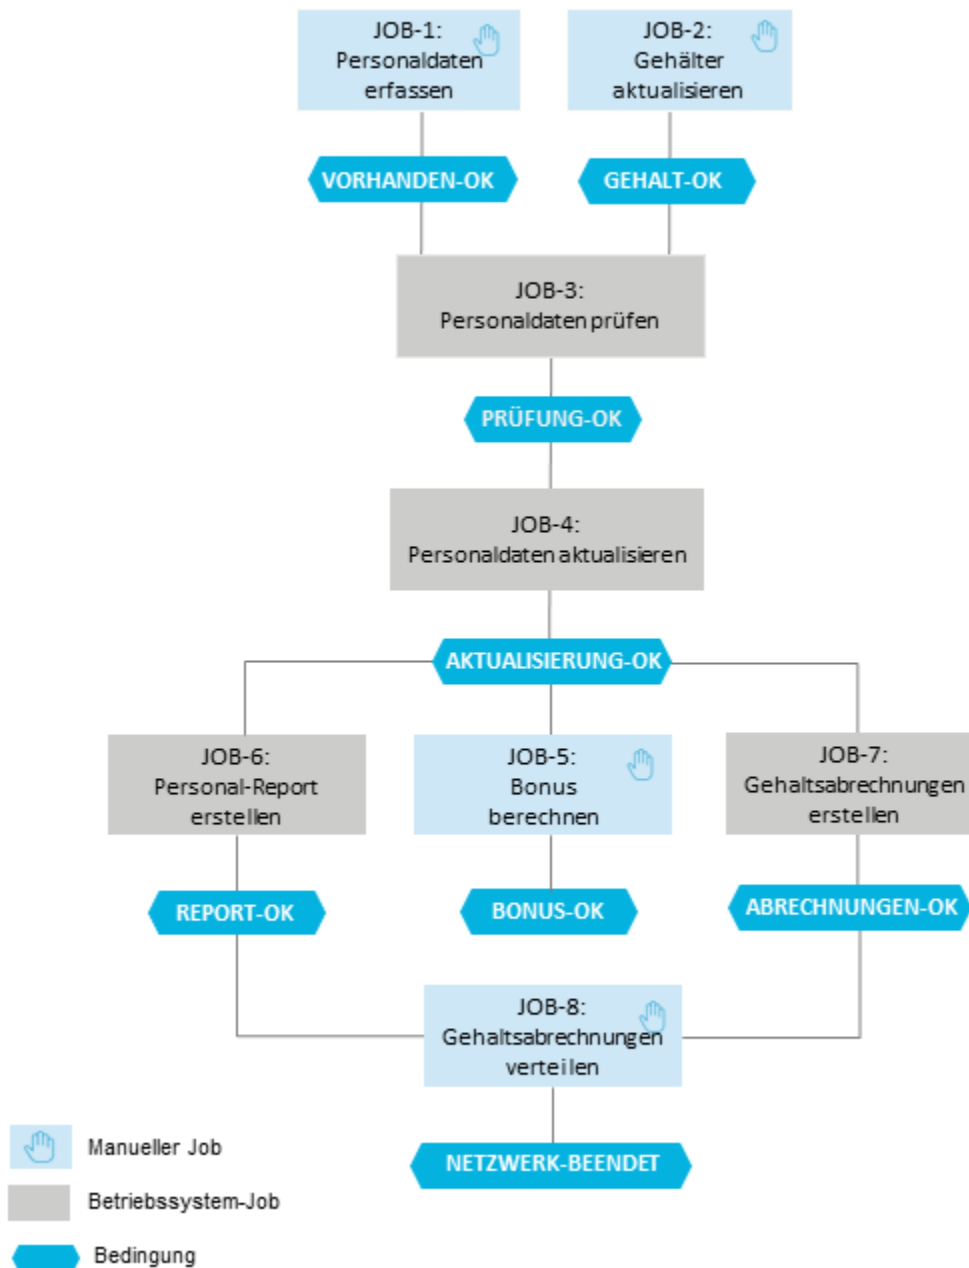 JOB-1:
Personaldaten
erfassen
JOB-2:
Gehälter
aktualisieren
VORHANDEN-OK
GEHALT-OK
JOB-3:
Personaldaten prüfen
PRÜFUNG-OK
JOB-4:
Personaldaten aktualisieren
AKTUALISIERUNG-OK
JOB-6:
Personal-Report
erstellen
JOB-5:
Bonus
berechnen
JOB-7:
Gehaltsabrechnungen
erstellen
REPORT-OK
BONUS-OK
ABRECHNUNGEN-OK
JOB-8:
Gehaltsabrechnungen
verteilen
NETZWERK-BEENDET
Manueller Job
Betriebssystem-Job
Bedingung